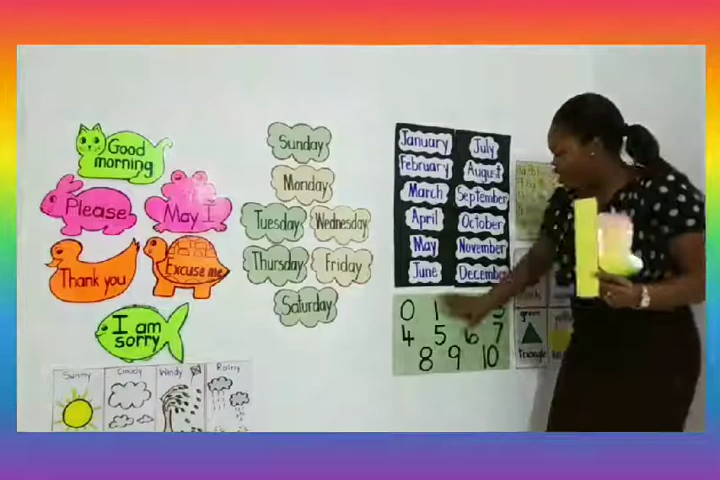 Good
morning
Please
May I
Thank you
Excuse me
I am
sorry
Sunny
Cloudy
Windy
Rainy
Sunday
Monday
Tuesday
Wednesday
Thursday
Friday
Saturday
January
February
March
April
May
June
July
August
September
October
November
December
0 1 3
4 5 6 7
8 9 10
green
triangle